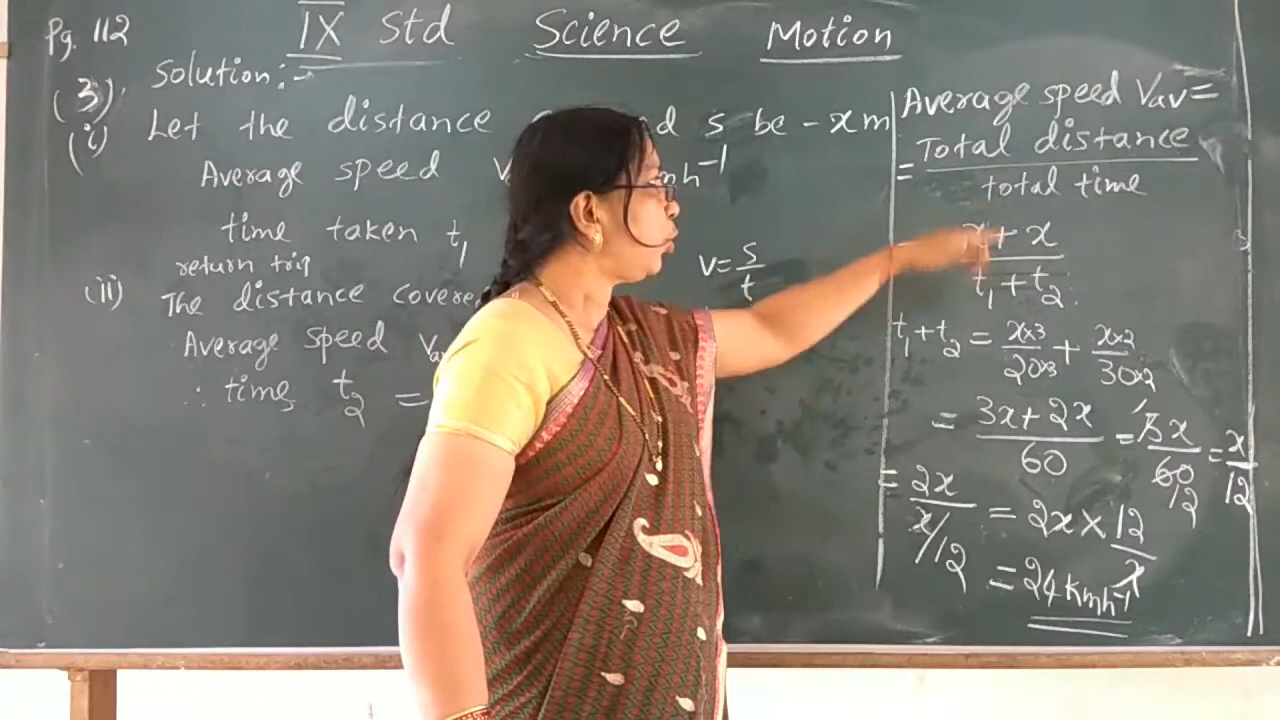 Pg. 112
IX Std Science Motion
Solution:-
(3)
(i) Let the distance s be - x m
Average speed mh⁻¹
time taken t₁
return trip
(ii) The distance covere
Average speed Vav
∴ time, t₂ =
v = s/t
Average speed Vav =
= Total distance / total time
x + x / t₁ + t₂
t₁ + t₂ = x×3 / 20×3 + x×2 / 30×2
= 3x + 2x / 60 = 5x / 60 12 = x / 12
= 2x / x/12 = 2x × 12 / x
= 24 kmh⁻¹